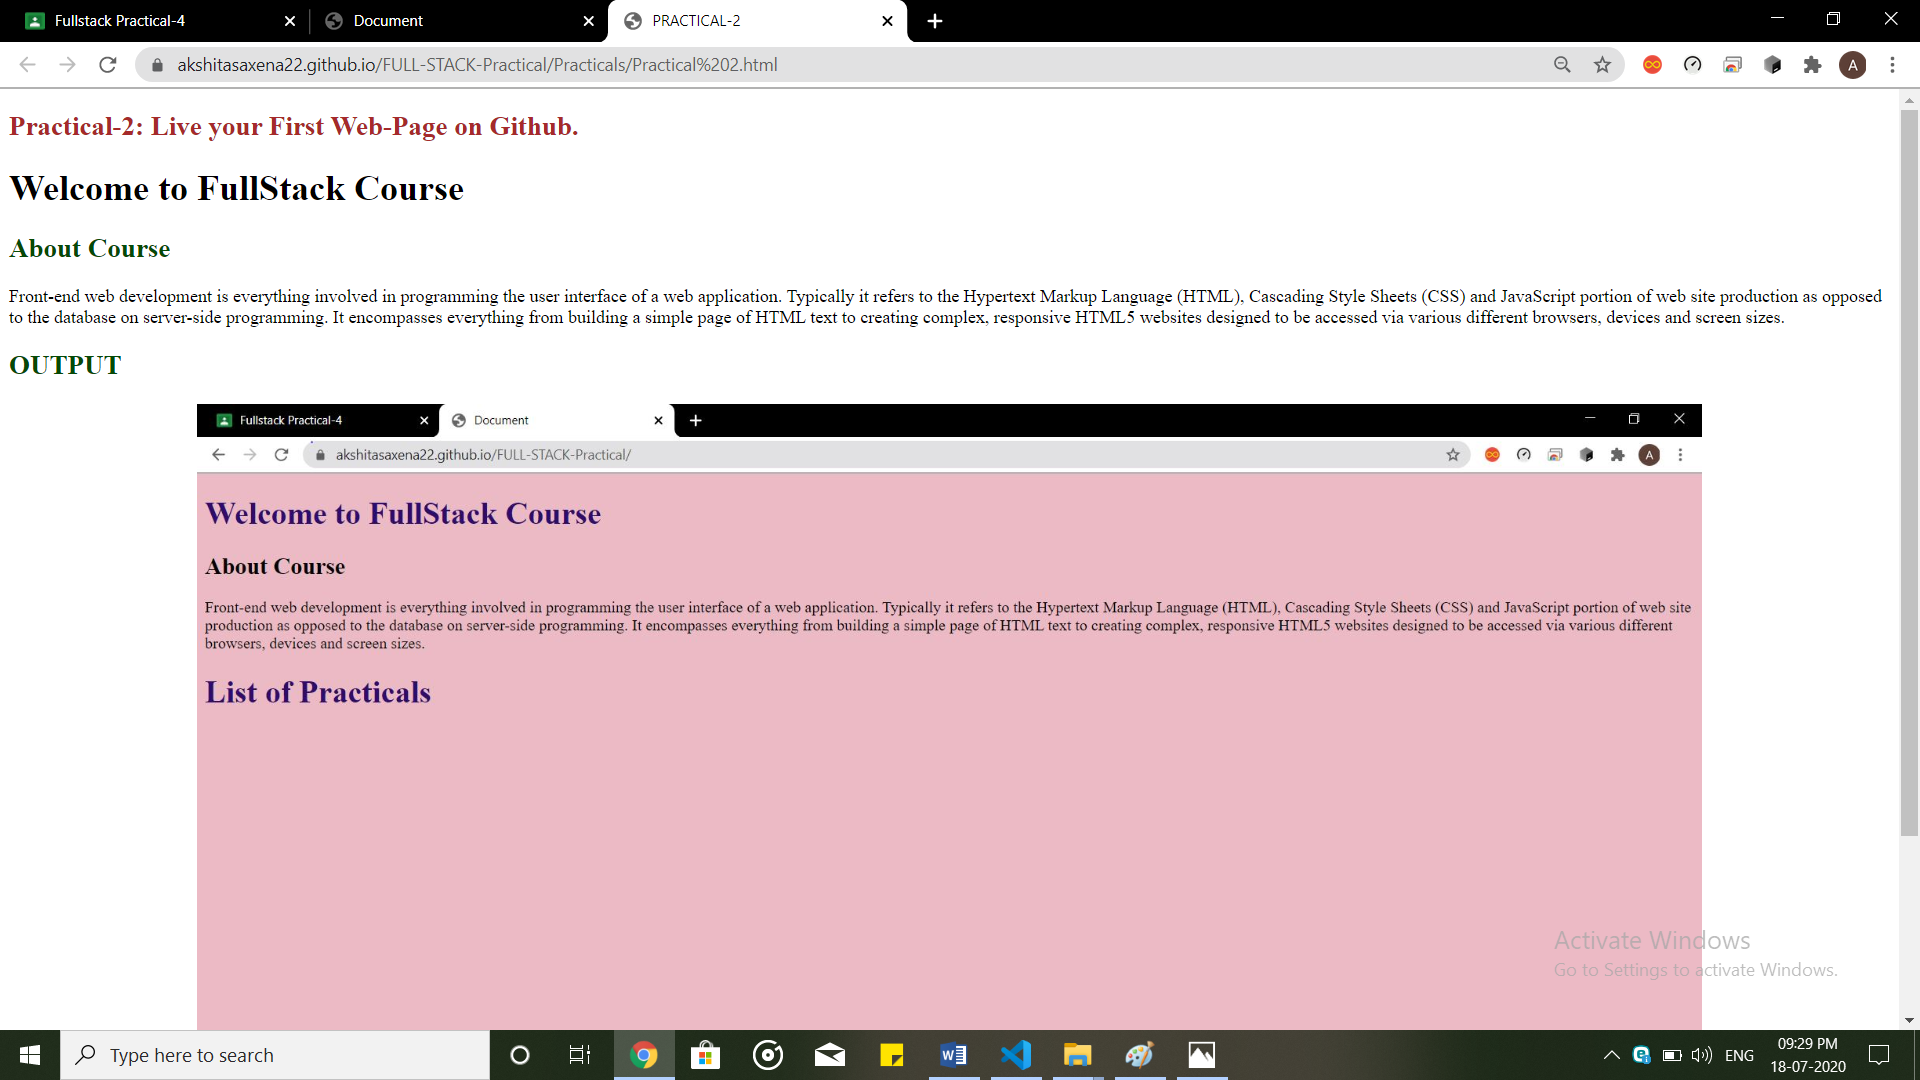 Fullstack Practical-4
Document
PRACTICAL-2
akshitasaxena22.github.io/FULL-STACK-Practical/Practicals/Practical%202.html
A
Practical-2: Live your First Web-Page on Github.
Welcome to FullStack Course
About Course
Front-end web development is everything involved in programming the user interface of a web application. Typically it refers to the Hypertext Markup Language (HTML), Cascading Style Sheets (CSS) and JavaScript portion of web site production as opposed
to the database on server-side programming. It encompasses everything from building a simple page of HTML text to creating complex, responsive HTML5 websites designed to be accessed via various different browsers, devices and screen sizes.
OUTPUT
Fullstack Practical-4
Document
akshitasaxena22.github.io/FULL-STACK-Practical/
A
Welcome to FullStack Course
About Course
Front-end web development is everything involved in programming the user interface of a web application. Typically it refers to the Hypertext Markup Language (HTML), Cascading Style Sheets (CSS) and JavaScript portion of web site
production as opposed to the database on server-side programming. It encompasses everything from building a simple page of HTML text to creating complex, responsive HTML5 websites designed to be accessed via various different
browsers, devices and screen sizes.
List of Practicals
Activate Windows
Go to Settings to activate Windows.
Type here to search
ENG
09:29 PM
18-07-2020